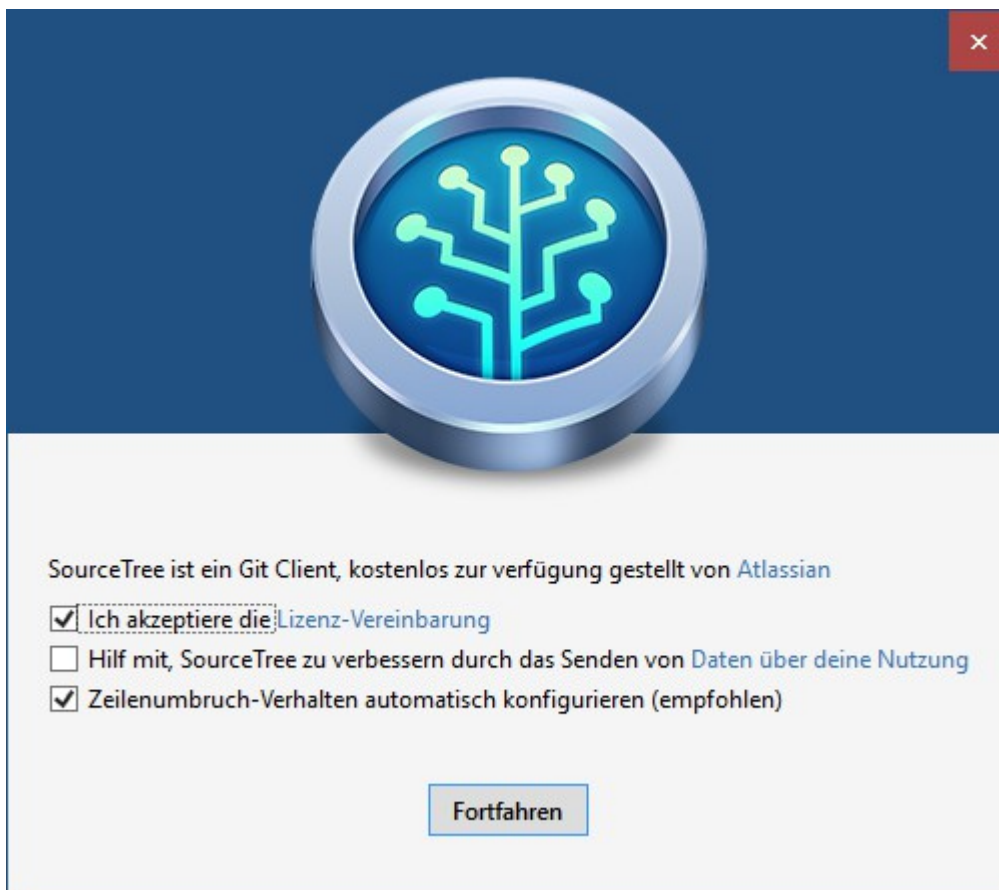 SourceTree ist ein Git Client, kostenlos zur verfügung gestellt von Atlassian
Ich akzeptiere die Lizenz-Vereinbarung
Hilf mit, SourceTree zu verbessern durch das Senden von Daten über deine Nutzung
Zeilenumbruch-Verhalten automatisch konfigurieren (empfohlen)
Fortfahren